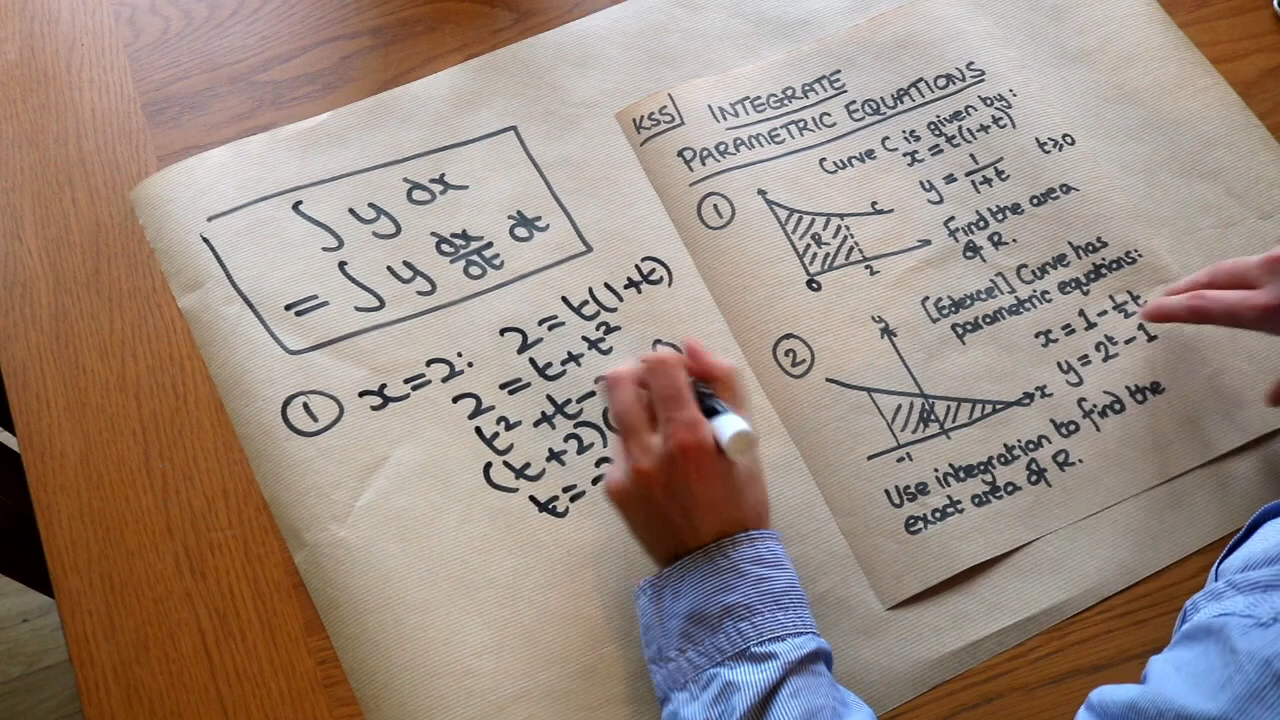 ∫ y dx
= ∫ y dx/dt dt
① x=2: 2 = t(1+t)
2 = t+t²
t² +t-
(t+2)(
t=-2
KS5
INTEGRATE
PARAMETRIC EQUATIONS
①
Curve C is given by:
x = t(1+t)
y = 1/1+t t≥0
Find the area
of R.
C
R
0
2
②
[Edexcel] Curve has
parametric equations:
x = 1 - ½t
y = 2ᵗ - 1
y
x
R
-1
Use integration to find the
exact area of R.